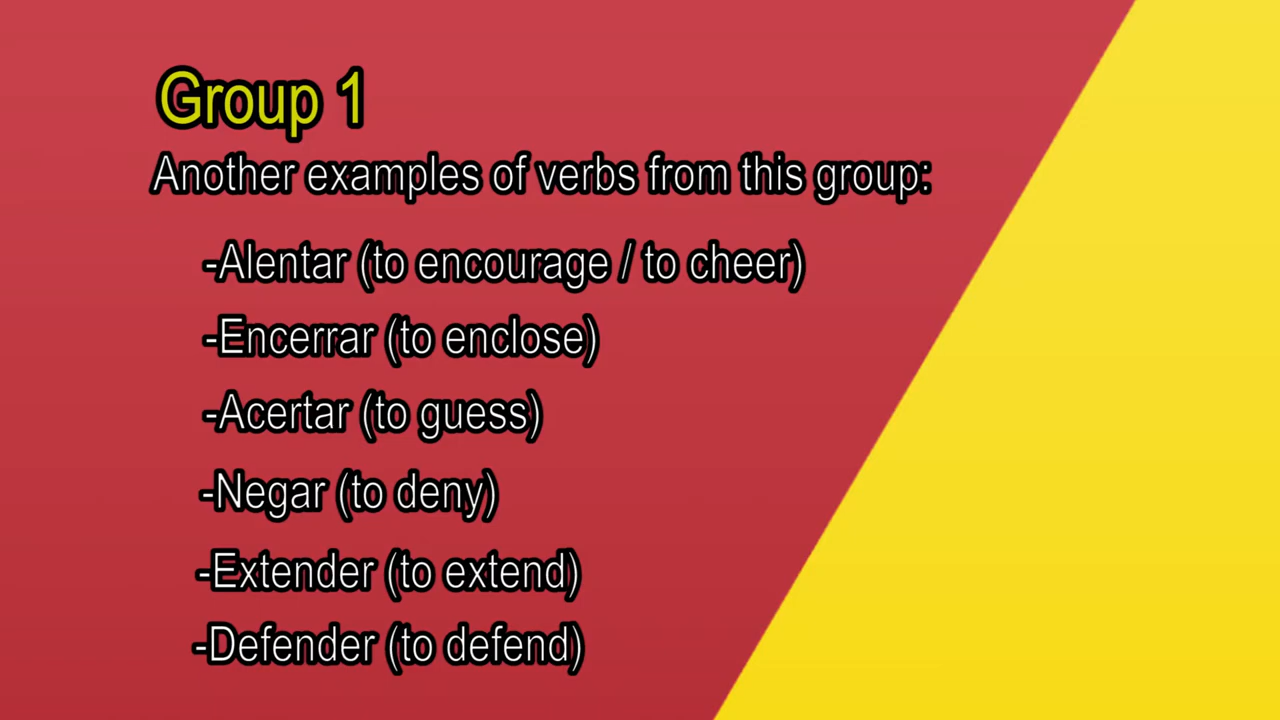 Group 1
Another examples of verbs from this group:
-Alentar (to encourage / to cheer)
-Encerrar (to enclose)
-Acertar (to guess)
-Negar (to deny)
-Extender (to extend)
-Defender (to defend)